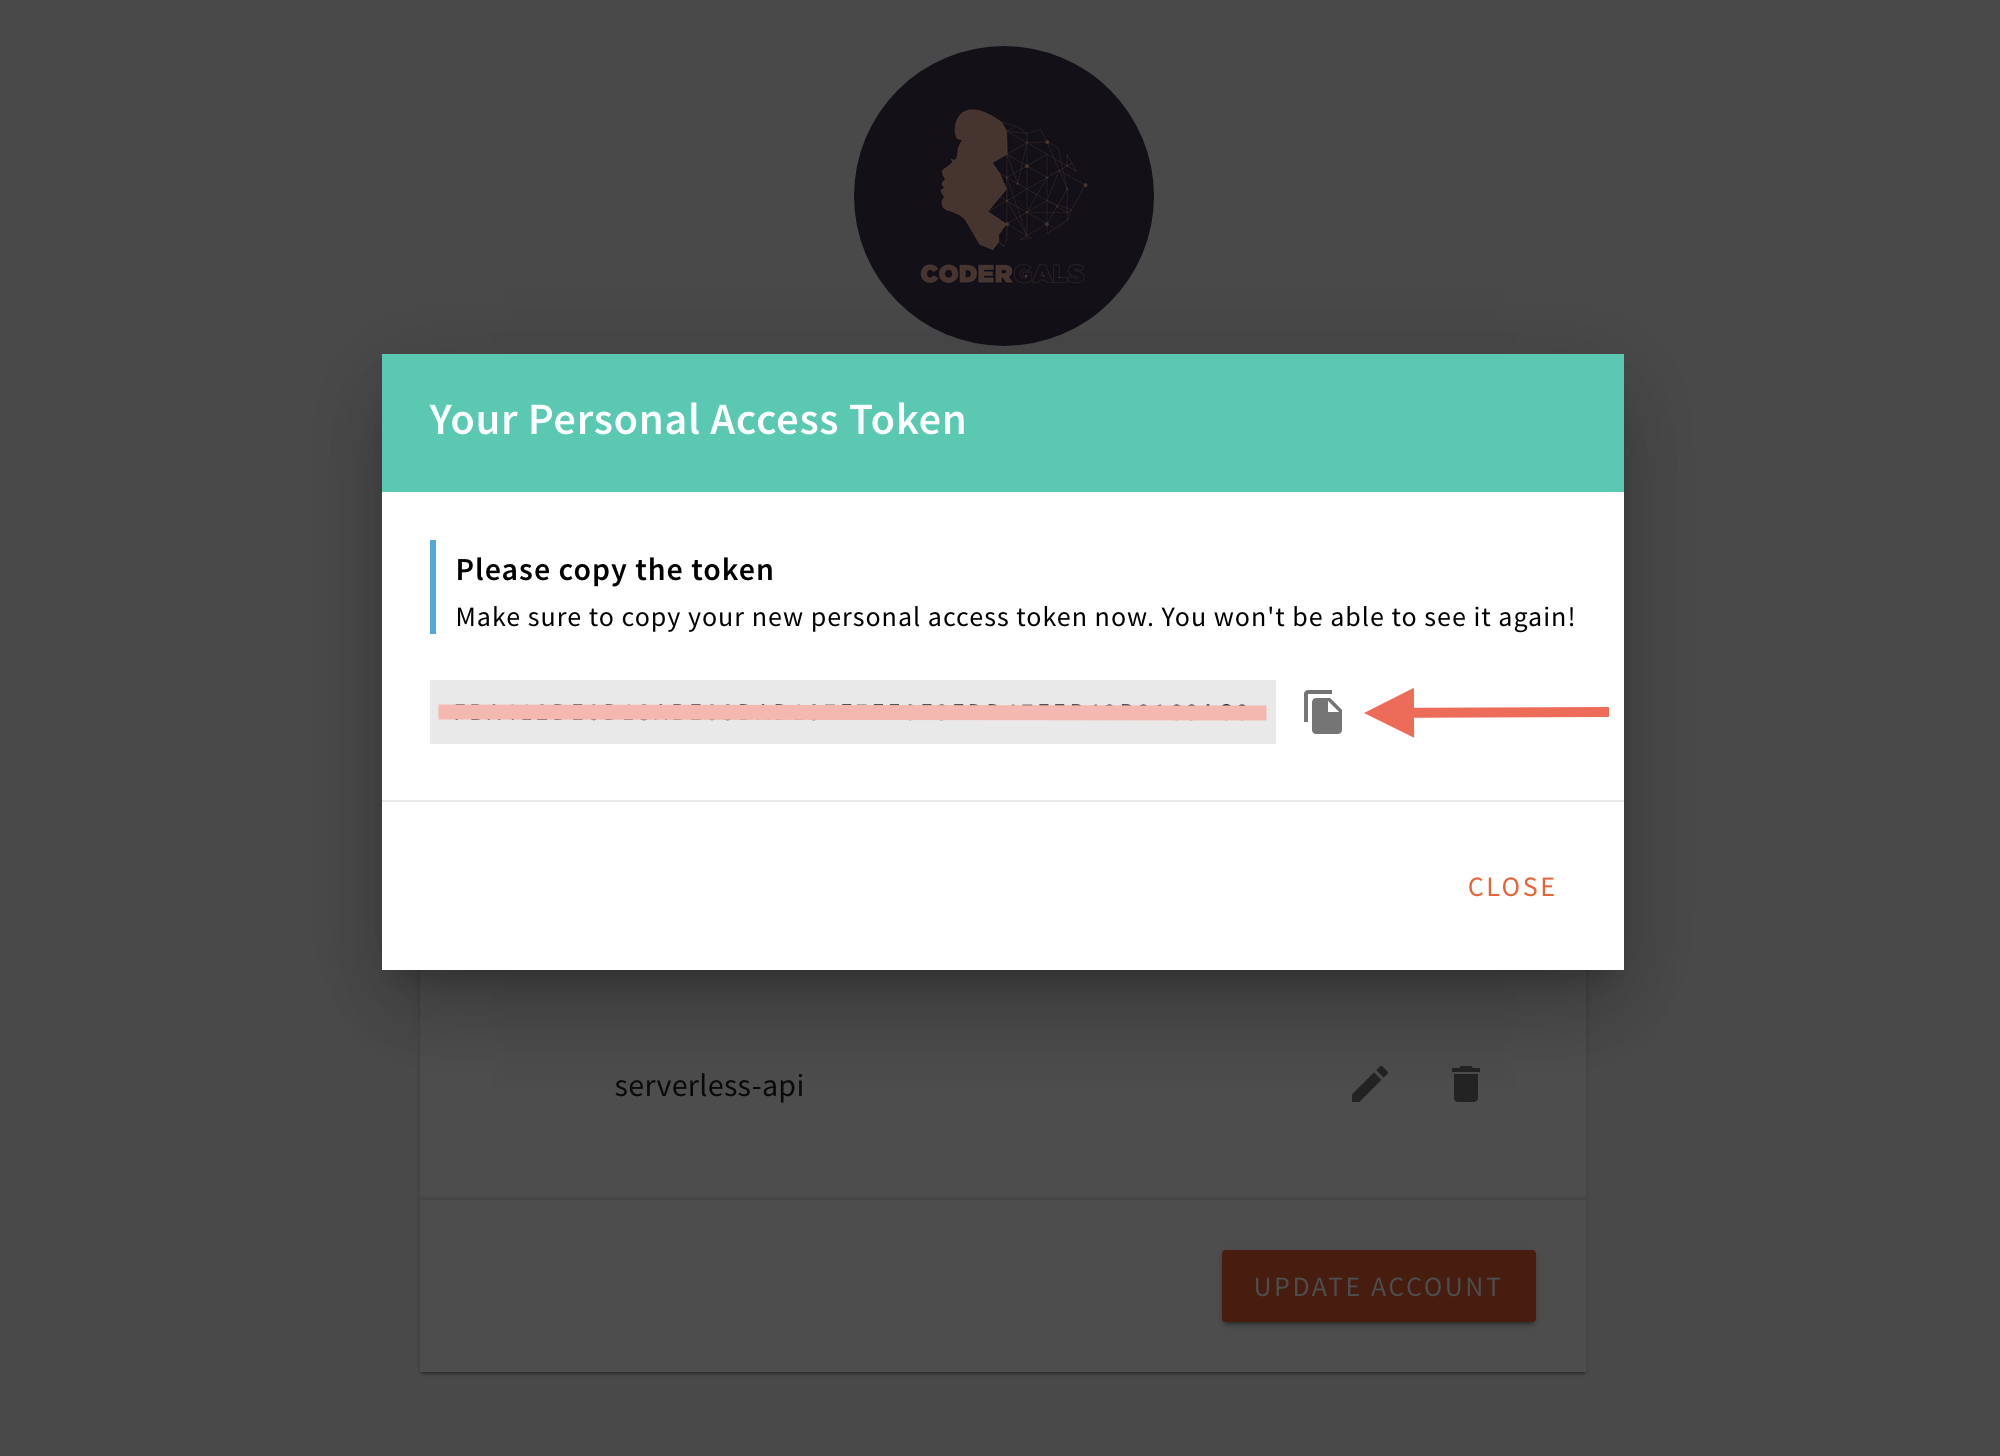 CODERGALS
Your Personal Access Token
Please copy the token
Make sure to copy your new personal access token now. You won't be able to see it again!
CLOSE
serverless-api
UPDATE ACCOUNT